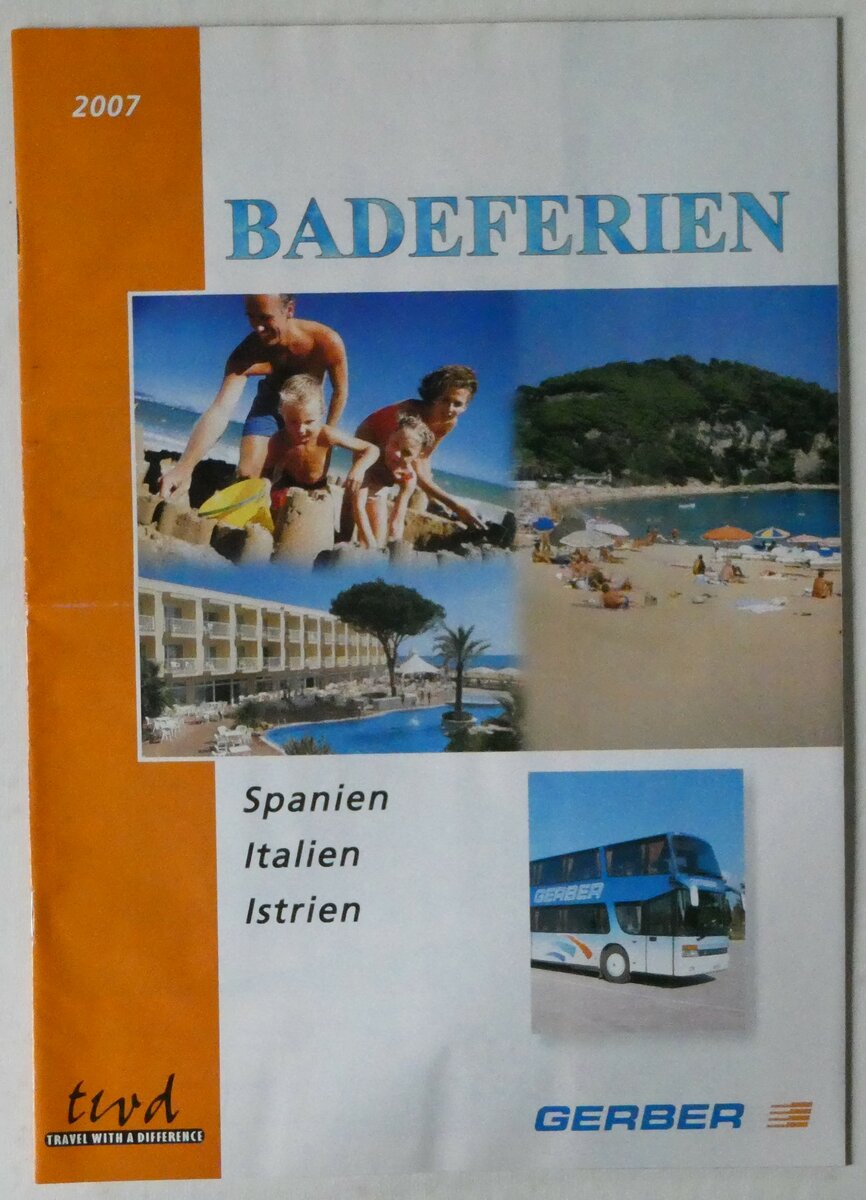 2007
BADEFERIEN
Spanien
Italien
Istrien
GERBER
twd
TRAVEL WITH A DIFFERENCE
GERBER